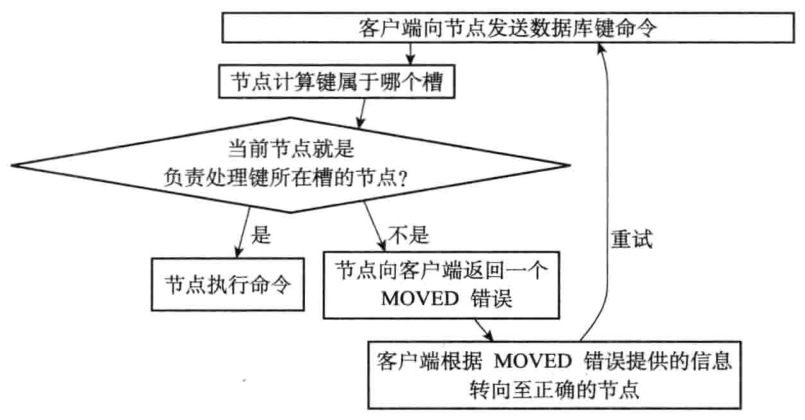 客户端向节点发送数据库键命令
节点计算键属于哪个槽
当前节点就是
负责处理键所在槽的节点？
是
不是
重试
节点执行命令
节点向客户端返回一个
MOVED 错误
客户端根据 MOVED 错误提供的信息
转向至正确的节点